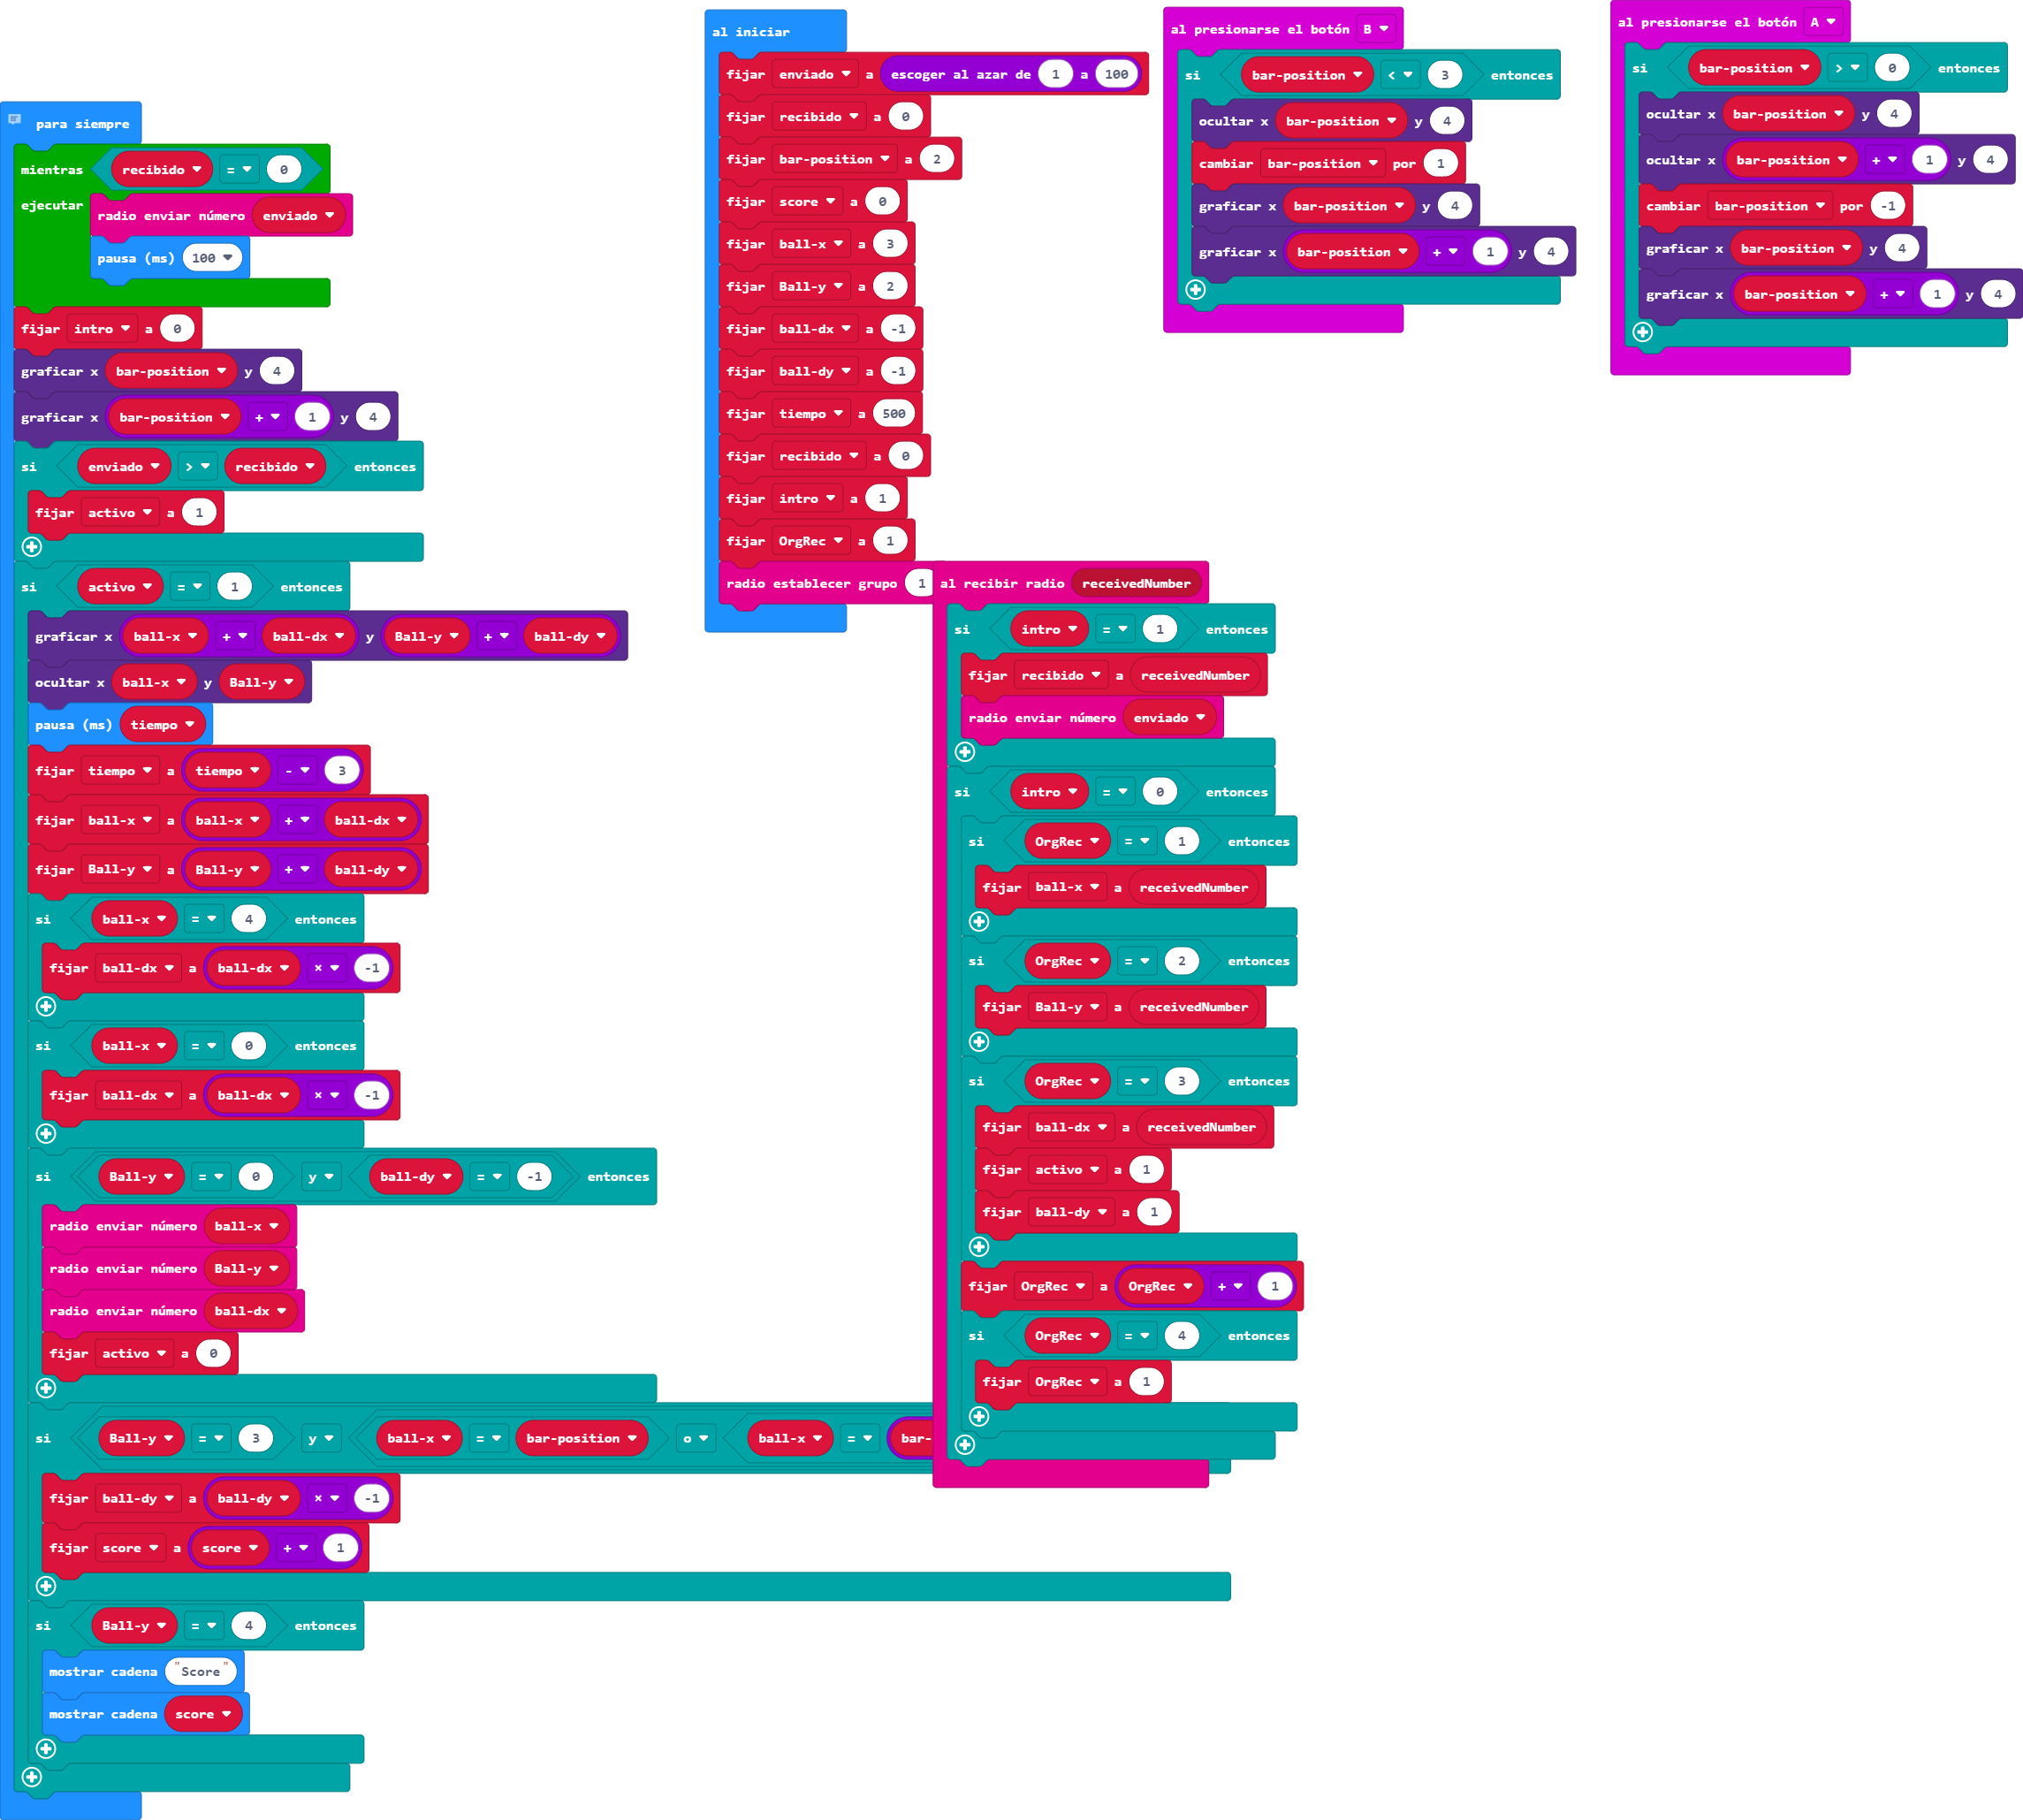 para siempre
mientras recibido = 0
ejecutar
radio enviar número enviado
pausa (ms) 100
fijar intro a 0
graficar x bar-position y 4
graficar x bar-position + 1 y 4
si enviado > recibido entonces
fijar activo a 1
si activo = 1 entonces
graficar x ball-x + ball-dx y Ball-y + ball-dy
ocultar x ball-x y Ball-y
pausa (ms) tiempo
fijar tiempo a tiempo - 3
fijar ball-x a ball-x + ball-dx
fijar Ball-y a Ball-y + ball-dy
si ball-x = 4 entonces
fijar ball-dx a ball-dx × -1
si ball-x = 0 entonces
fijar ball-dx a ball-dx × -1
si Ball-y = 0 y ball-dy = -1 entonces
radio enviar número ball-x
radio enviar número Ball-y
radio enviar número ball-dx
fijar activo a 0
si Ball-y = 3 y ball-x = bar-position o ball-x = bar-
fijar ball-dy a ball-dy × -1
fijar score a score + 1
si Ball-y = 4 entonces
mostrar cadena "Score"
mostrar cadena score
al iniciar
fijar enviado a escoger al azar de 1 a 100
fijar recibido a 0
fijar bar-position a 2
fijar score a 0
fijar ball-x a 3
fijar Ball-y a 2
fijar ball-dx a -1
fijar ball-dy a -1
fijar tiempo a 500
fijar recibido a 0
fijar intro a 1
fijar OrgRec a 1
radio establecer grupo 1
al recibir radio receivedNumber
si intro = 1 entonces
fijar recibido a receivedNumber
radio enviar número enviado
si intro = 0 entonces
si OrgRec = 1 entonces
fijar ball-x a receivedNumber
si OrgRec = 2 entonces
fijar Ball-y a receivedNumber
si OrgRec = 3 entonces
fijar ball-dx a receivedNumber
fijar activo a 1
fijar ball-dy a 1
fijar OrgRec a OrgRec + 1
si OrgRec = 4 entonces
fijar OrgRec a 1
al presionarse el botón B
si bar-position < 3 entonces
ocultar x bar-position y 4
cambiar bar-position por 1
graficar x bar-position y 4
graficar x bar-position + 1 y 4
al presionarse el botón A
si bar-position > 0 entonces
ocultar x bar-position y 4
ocultar x bar-position + 1 y 4
cambiar bar-position por -1
graficar x bar-position y 4
graficar x bar-position + 1 y 4